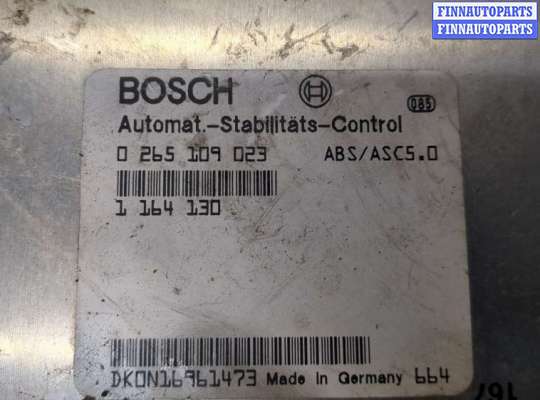 FINNAUTOPARTS
FINNAUTOPARTS
FINNAUTOPARTS
BOSCH
085
Automat.-Stabilitäts-Control
0 265 109 023 ABS/ASC5.0
1 164 130
DKON16961473 Made in Germany 664